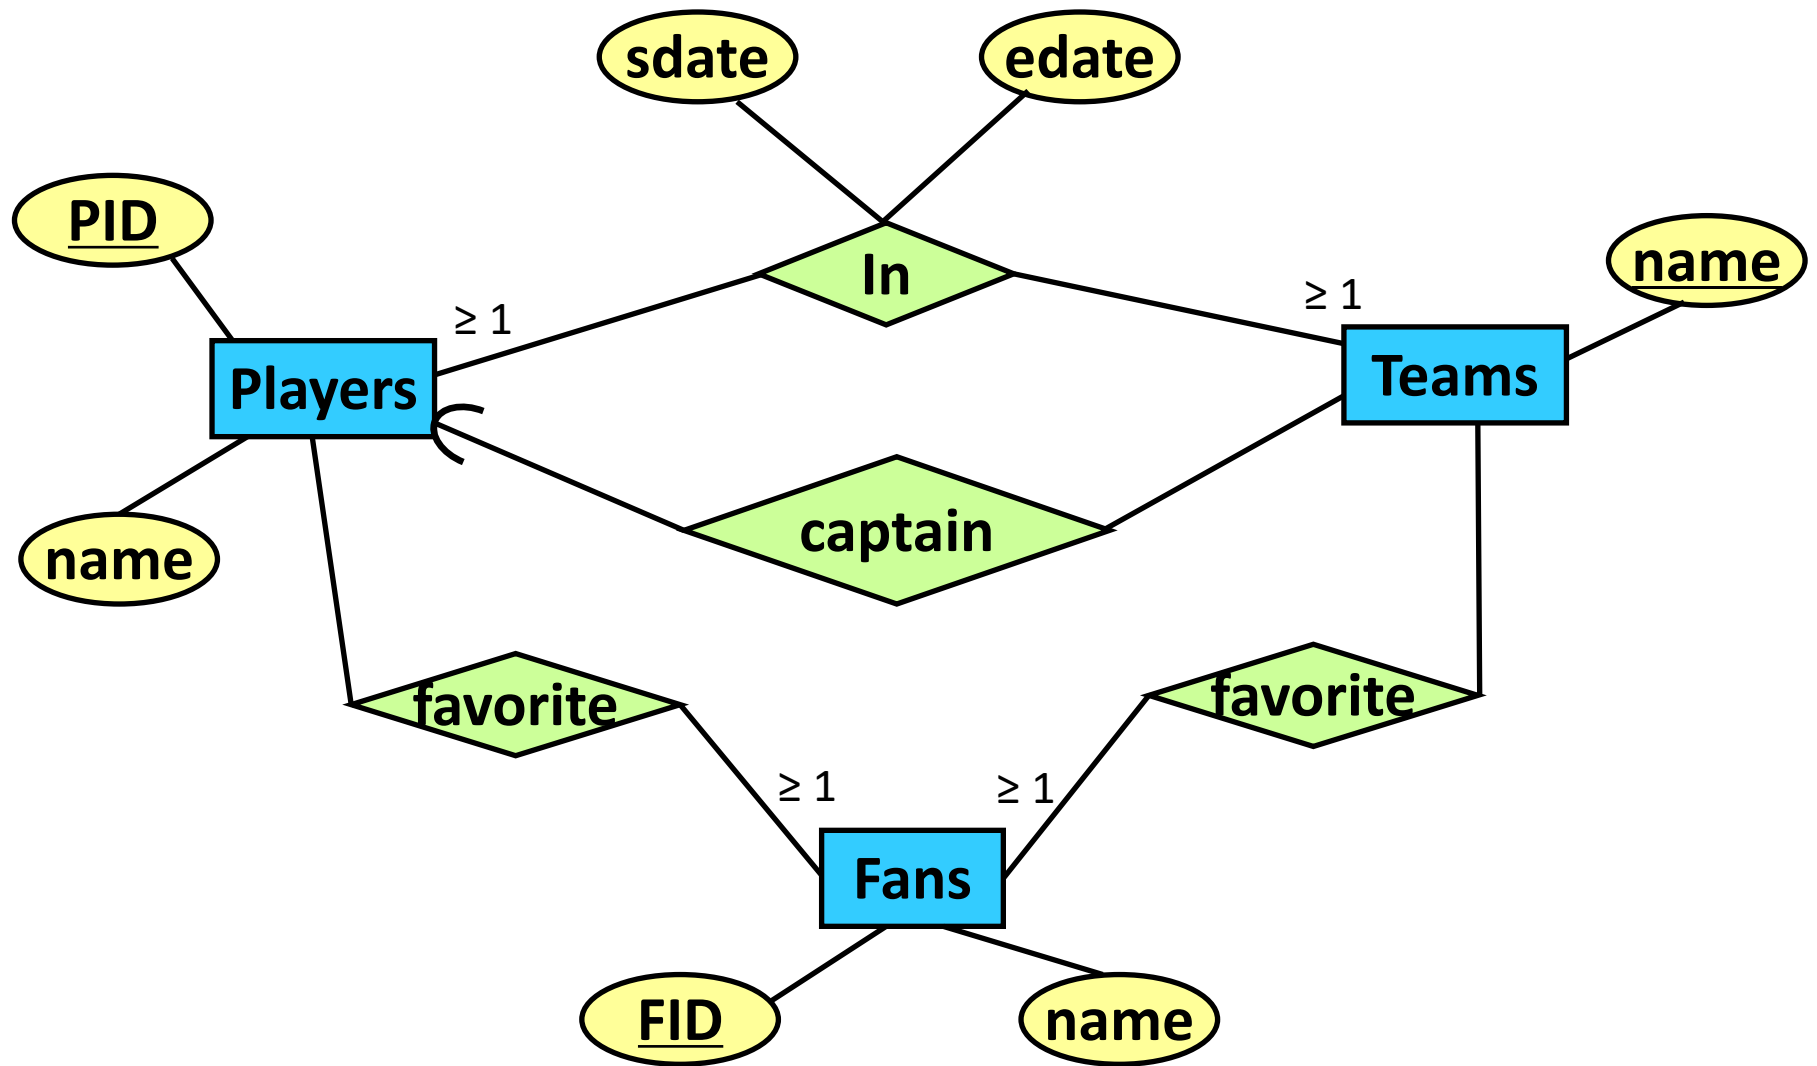 sdate
edate
PID
name
In
≥ 1
≥ 1
Players
Teams
captain
name
favorite
favorite
≥ 1
≥ 1
Fans
FID
name